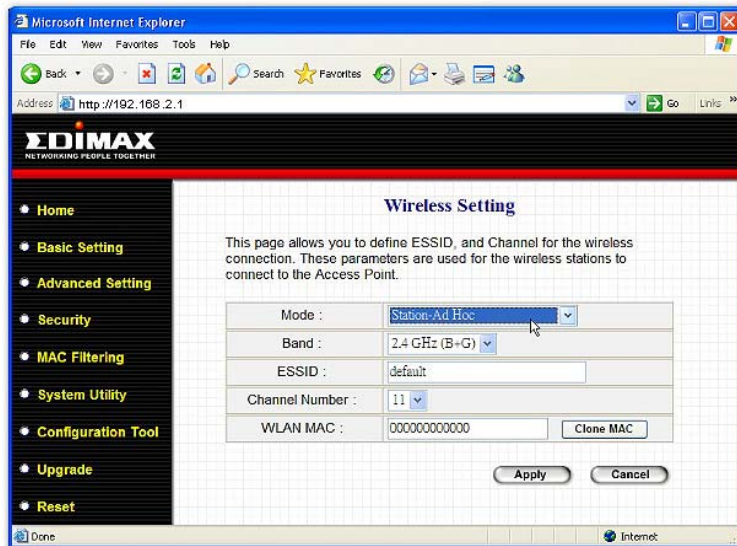 Microsoft Internet Explorer
File Edit View Favorites Tools Help
Back Search Favorites
Address http://192.168.2.1 Go Links »
EDIMAX
NETWORKING PEOPLE TOGETHER
Home
Basic Setting
Advanced Setting
Security
MAC Filtering
System Utility
Configuration Tool
Upgrade
Reset
Wireless Setting
This page allows you to define ESSID, and Channel for the wireless
connection. These parameters are used for the wireless stations to
connect to the Access Point.
Mode : Station-Ad Hoc
Band : 2.4 GHz (B+G)
ESSID : default
Channel Number : 11
WLAN MAC : 000000000000 Clone MAC
Apply Cancel
Done Internet